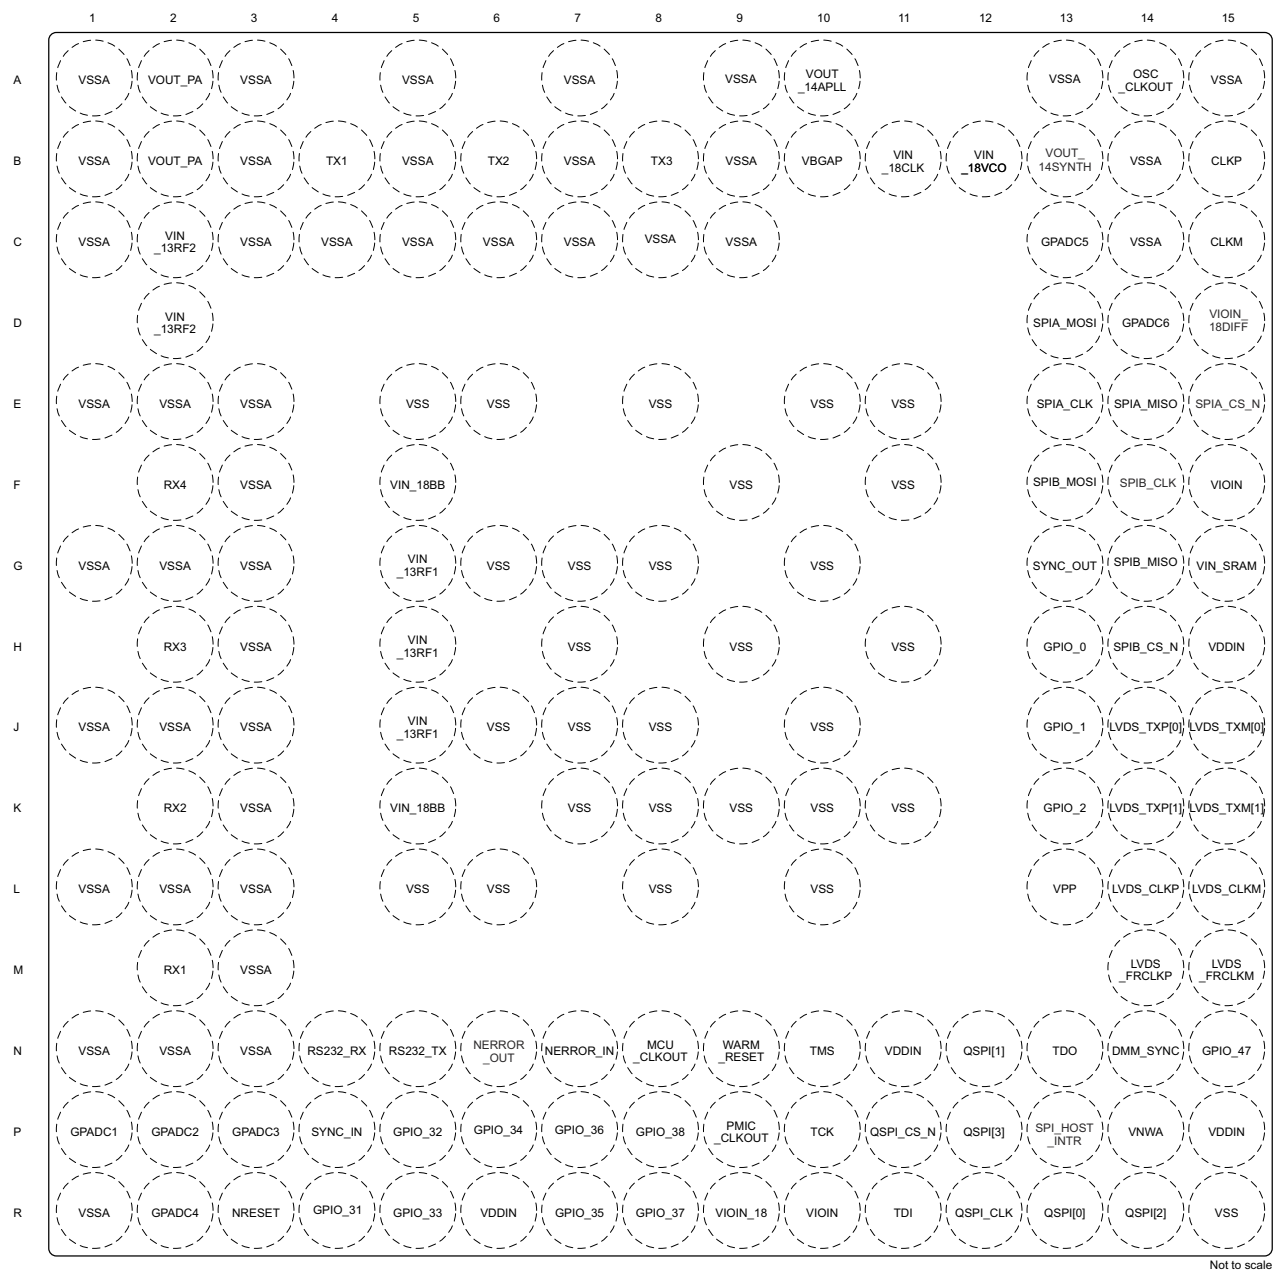 1 2 3 4 5 6 7 8 9 10 11 12 13 14 15
A VSSA VOUT_PA VSSA VSSA VSSA VSSA VOUT _14APLL VSSA OSC _CLKOUT VSSA
B VSSA VOUT_PA VSSA TX1 VSSA TX2 VSSA TX3 VSSA VBGAP VIN _18CLK VIN _18VCO VOUT_ 14SYNTH VSSA CLKP
C VSSA VIN _13RF2 VSSA VSSA VSSA VSSA VSSA VSSA VSSA GPADC5 VSSA CLKM
D VIN _13RF2 SPIA_MOSI GPADC6 VIOIN_ 18DIFF
E VSSA VSSA VSSA VSS VSS VSS VSS VSS SPIA_CLK SPIA_MISO SPIA_CS_N
F RX4 VSSA VIN_18BB VSS VSS SPIB_MOSI SPIB_CLK VIOIN
G VSSA VSSA VSSA VIN _13RF1 VSS VSS VSS VSS SYNC_OUT SPIB_MISO VIN_SRAM
H RX3 VSSA VIN _13RF1 VSS VSS VSS GPIO_0 SPIB_CS_N VDDIN
J VSSA VSSA VSSA VIN _13RF1 VSS VSS VSS VSS GPIO_1 LVDS_TXP[0] LVDS_TXM[0]
K RX2 VSSA VIN_18BB VSS VSS VSS VSS VSS GPIO_2 LVDS_TXP[1] LVDS_TXM[1]
L VSSA VSSA VSSA VSS VSS VSS VSS VPP LVDS_CLKP LVDS_CLKM
M RX1 VSSA LVDS _FRCLKP LVDS _FRCLKM
N VSSA VSSA VSSA RS232_RX RS232_TX NERROR _OUT NERROR_IN MCU _CLKOUT WARM _RESET TMS VDDIN QSPI[1] TDO DMM_SYNC GPIO_47
P GPADC1 GPADC2 GPADC3 SYNC_IN GPIO_32 GPIO_34 GPIO_36 GPIO_38 PMIC _CLKOUT TCK QSPI_CS_N QSPI[3] SPI_HOST _INTR VNWA VDDIN
R VSSA GPADC4 NRESET GPIO_31 GPIO_33 VDDIN GPIO_35 GPIO_37 VIOIN_18 VIOIN TDI QSPI_CLK QSPI[0] QSPI[2] VSS
Not to scale